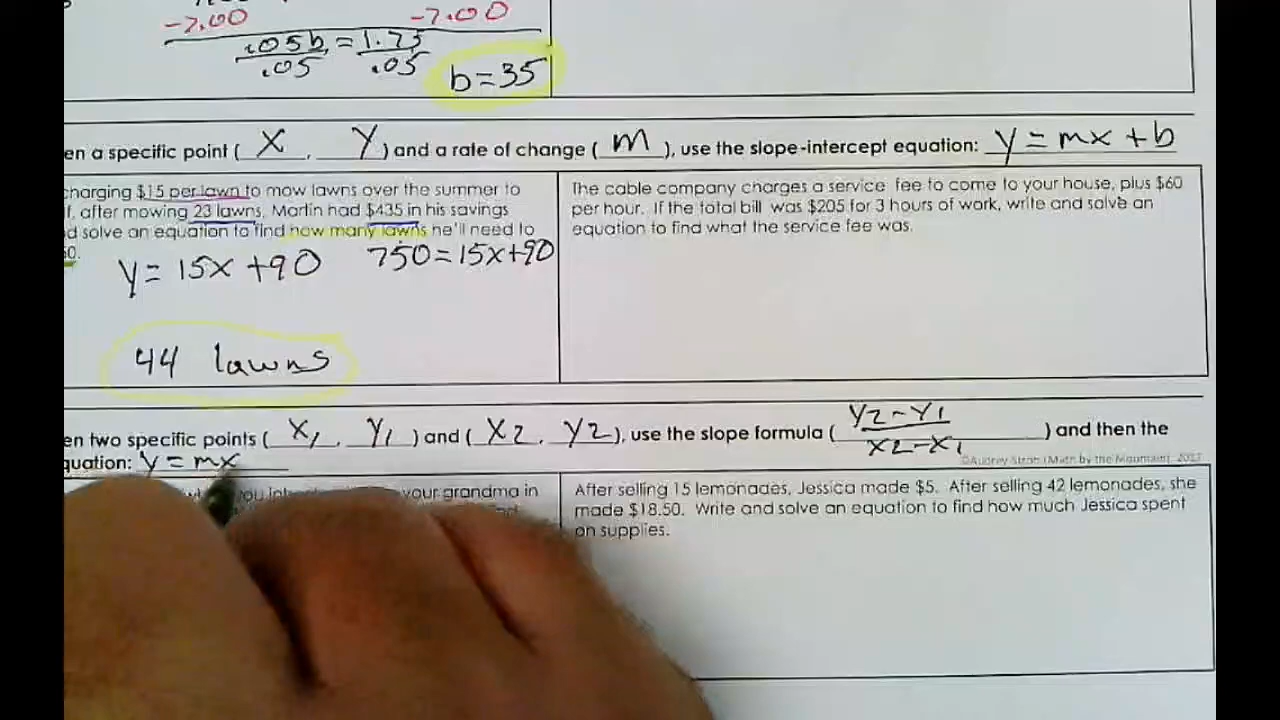 -7.00 -7.00
.05b = 1.75
.05 .05
b=35
en a specific point ( X , Y ) and a rate of change ( m ), use the slope-intercept equation: y = mx + b
charging $15 per lawn to mow lawns over the summer to
f, after mowing 23 lawns, Martin had $435 in his savings
d solve an equation to find how many lawns he'll need to
0.
y = 15x +90 750=15x+90
44 lawns
The cable company charges a service fee to come to your house, plus $60
per hour. If the total bill was $205 for 3 hours of work, write and solve an
equation to find what the service fee was.
en two specific points ( X1 , Y1 ) and ( X2 , Y2 ), use the slope formula ( Y2-Y1 / X2-X1 ) and then the
quation: y = mx
©Audrey (Math by the Mountain), 2017
you your grandma in
After selling 15 lemonades, Jessica made $5. After selling 42 lemonades, she
made $18.50. Write and solve an equation to find how much Jessica spent
on supplies.